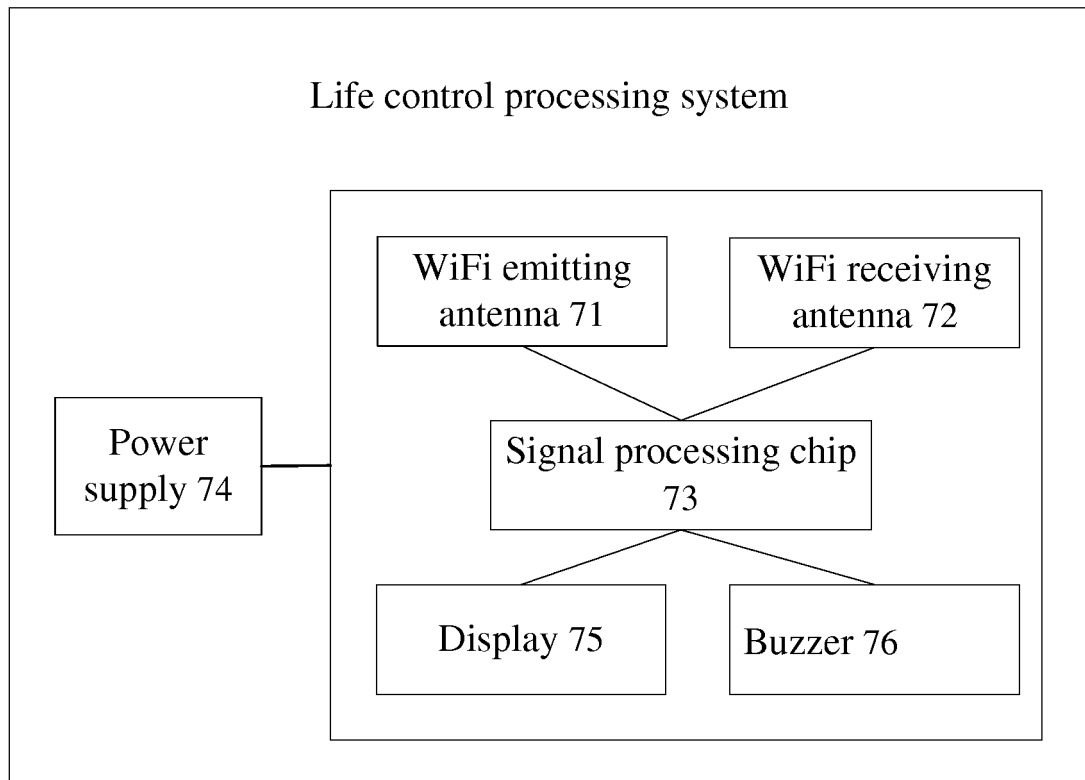 Life control processing system
WiFi emitting
antenna 71
WiFi receiving
antenna 72
Power
supply 74
Signal processing chip
73
Display 75
Buzzer 76